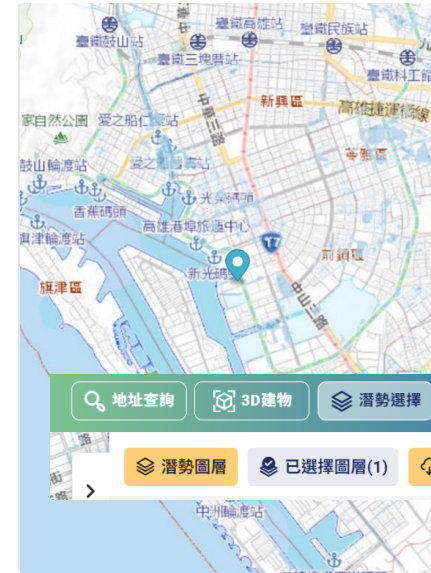 臺鐵高雄站
臺鐵民族站
臺鐵鼓山站
臺鐵三塊厝站
臺鐵科工館
中華三路
新興區
高雄捷運橘線
家自然公園
愛之船仁愛站
苓雅區
鼓山輪渡站
愛之船國賓站
光榮碼頭
香蕉碼頭
高雄港埠旅運中心
旗津輪渡站
17
前鎮區
新光碼頭
旗津區
中山三路
地址查詢
3D建物
潛勢選擇
潛勢圖層
已選擇圖層(1)
中洲輪渡站